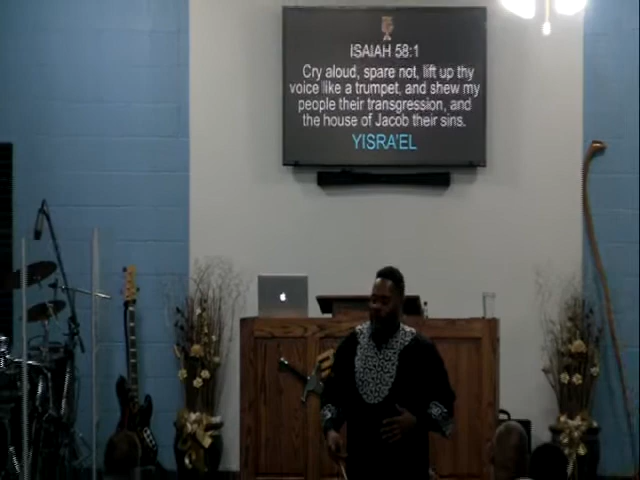 ISAIAH 58:1
Cry aloud, spare not, lift up thy
voice like a trumpet, and shew my
people their transgression, and
the house of Jacob their sins.
YISRA'EL